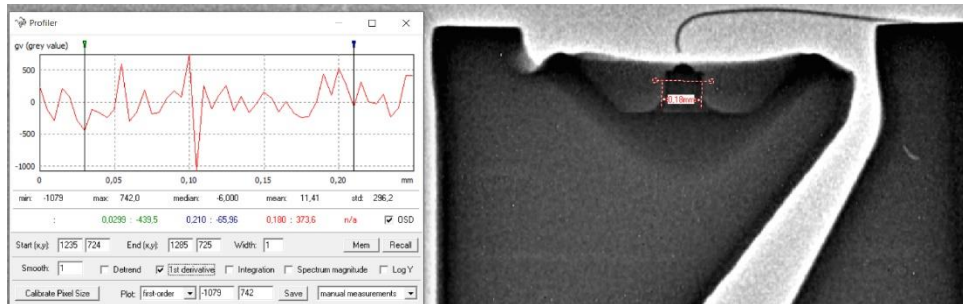 Profiler
gv (grey value)
500
0
-500
-1000
0 0,05 0,10 0,15 0,20 mm
min: -1079 max: 742,0 median: -6,000 mean: 11,41 std: 296,2
: 0,0299 : -439,5 0,210 : -65,96 0,180 : 373,6 n/a OSD
Start (x,y): 1235 724 End (x,y): 1285 725 Width: 1 Mem Recall
Smooth: 1 Detrend 1st derivative Integration Spectrum magnitude Log Y
Calibrate Pixel Size Plot: first-order -1079 742 Save manual measurements
0,18mm